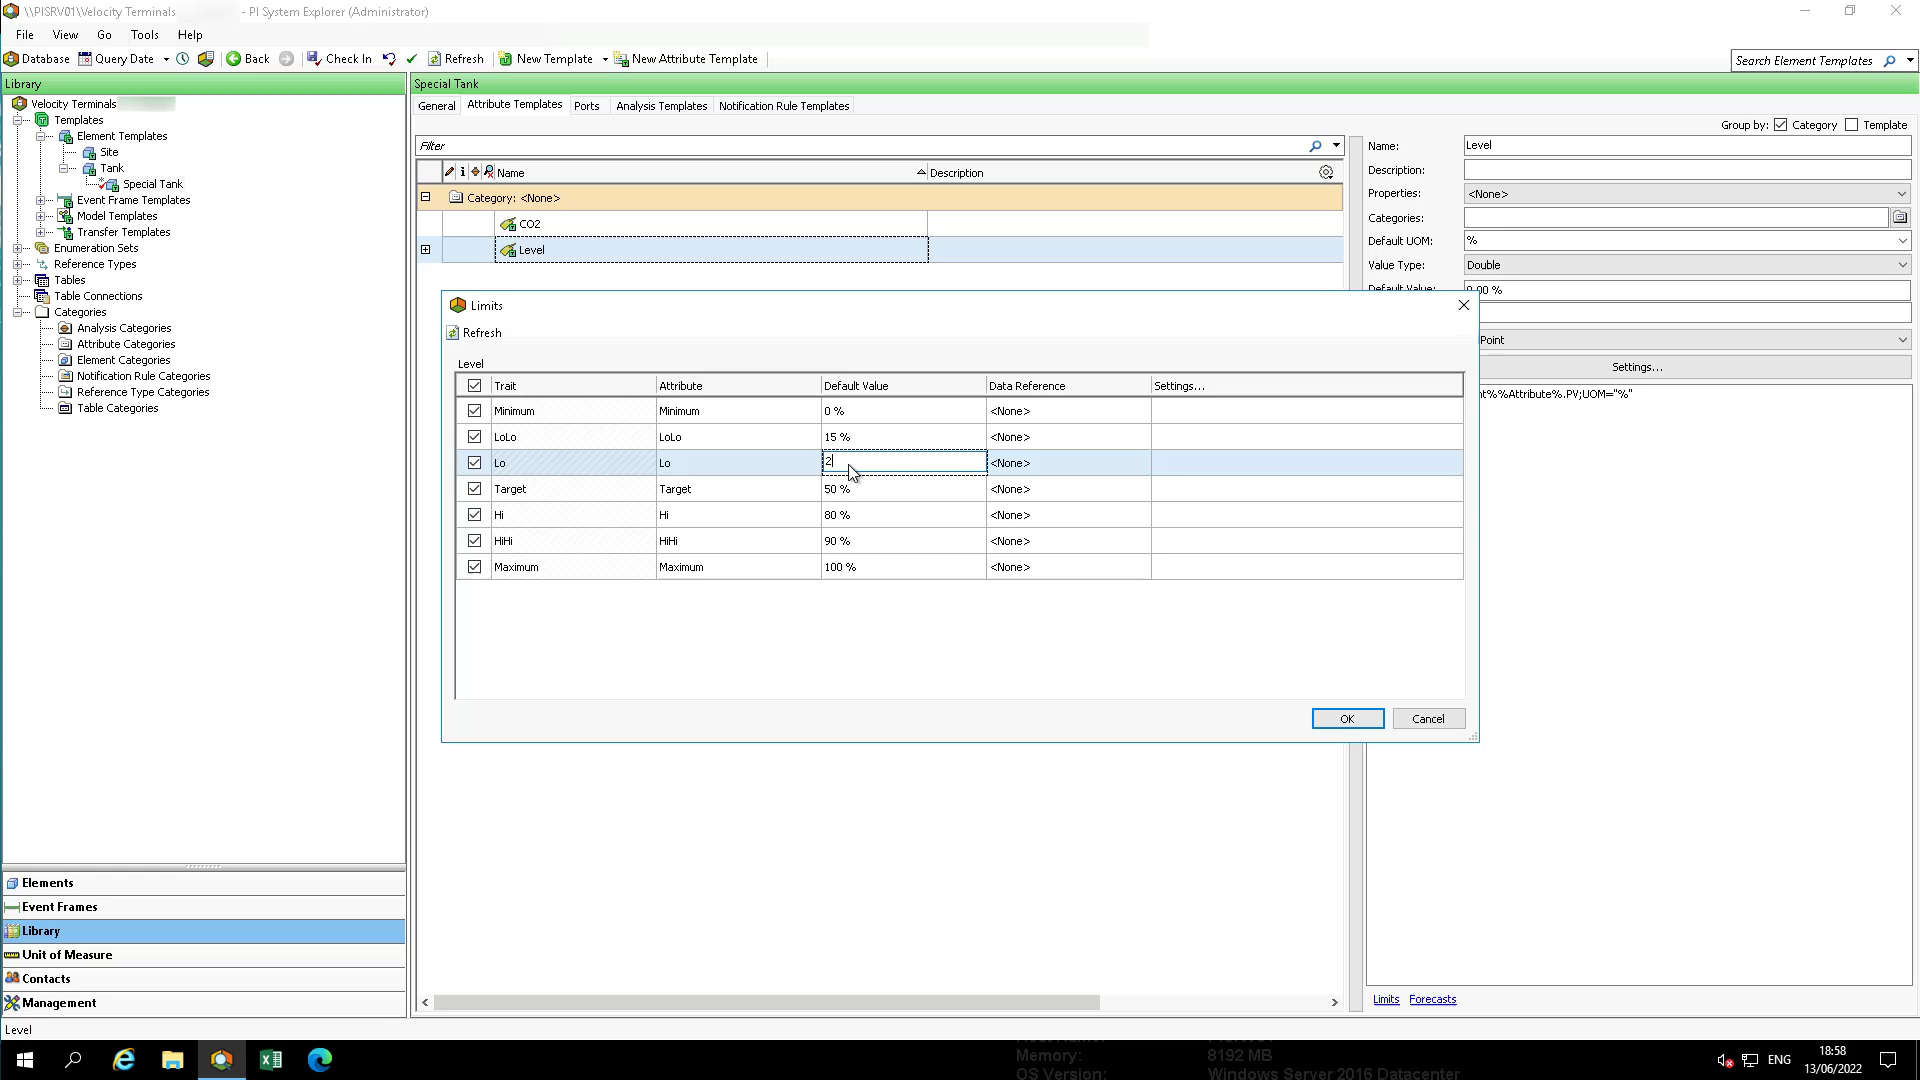 \\PISRV01\Velocity Terminals - PI System Explorer (Administrator)
File View Go Tools Help
Database Query Date Back Check In Refresh New Template New Attribute Template
Search Element Templates
Library
Special Tank
Velocity Terminals
Templates
Element Templates
Site
Tank
Special Tank
Event Frame Templates
Model Templates
Transfer Templates
Enumeration Sets
Reference Types
Tables
Table Connections
Categories
Analysis Categories
Attribute Categories
Element Categories
Notification Rule Categories
Reference Type Categories
Table Categories
Elements
Event Frames
Library
Unit of Measure
Contacts
Management
General Attribute Templates Ports Analysis Templates Notification Rule Templates
Group by: Category Template
Filter
Name Description
Category: <None>
CO2
Level
Name: Level
Description:
Properties: <None>
Categories:
Default UOM: %
Value Type: Double
Default Value: 0.00 %
Point
Settings...
%Attribute%.PV;UOM="%"
Limits Forecasts
Limits
Refresh
Level
Trait Attribute Default Value Data Reference Settings...
Minimum Minimum 0 % <None>
LoLo LoLo 15 % <None>
Lo Lo 2 <None>
Target Target 50 % <None>
Hi Hi 80 % <None>
HiHi HiHi 90 % <None>
Maximum Maximum 100 % <None>
OK Cancel
Level
Memory: 8192 MB
OS Version: Windows Server 2016 Datacenter
ENG
18:58
13/06/2022